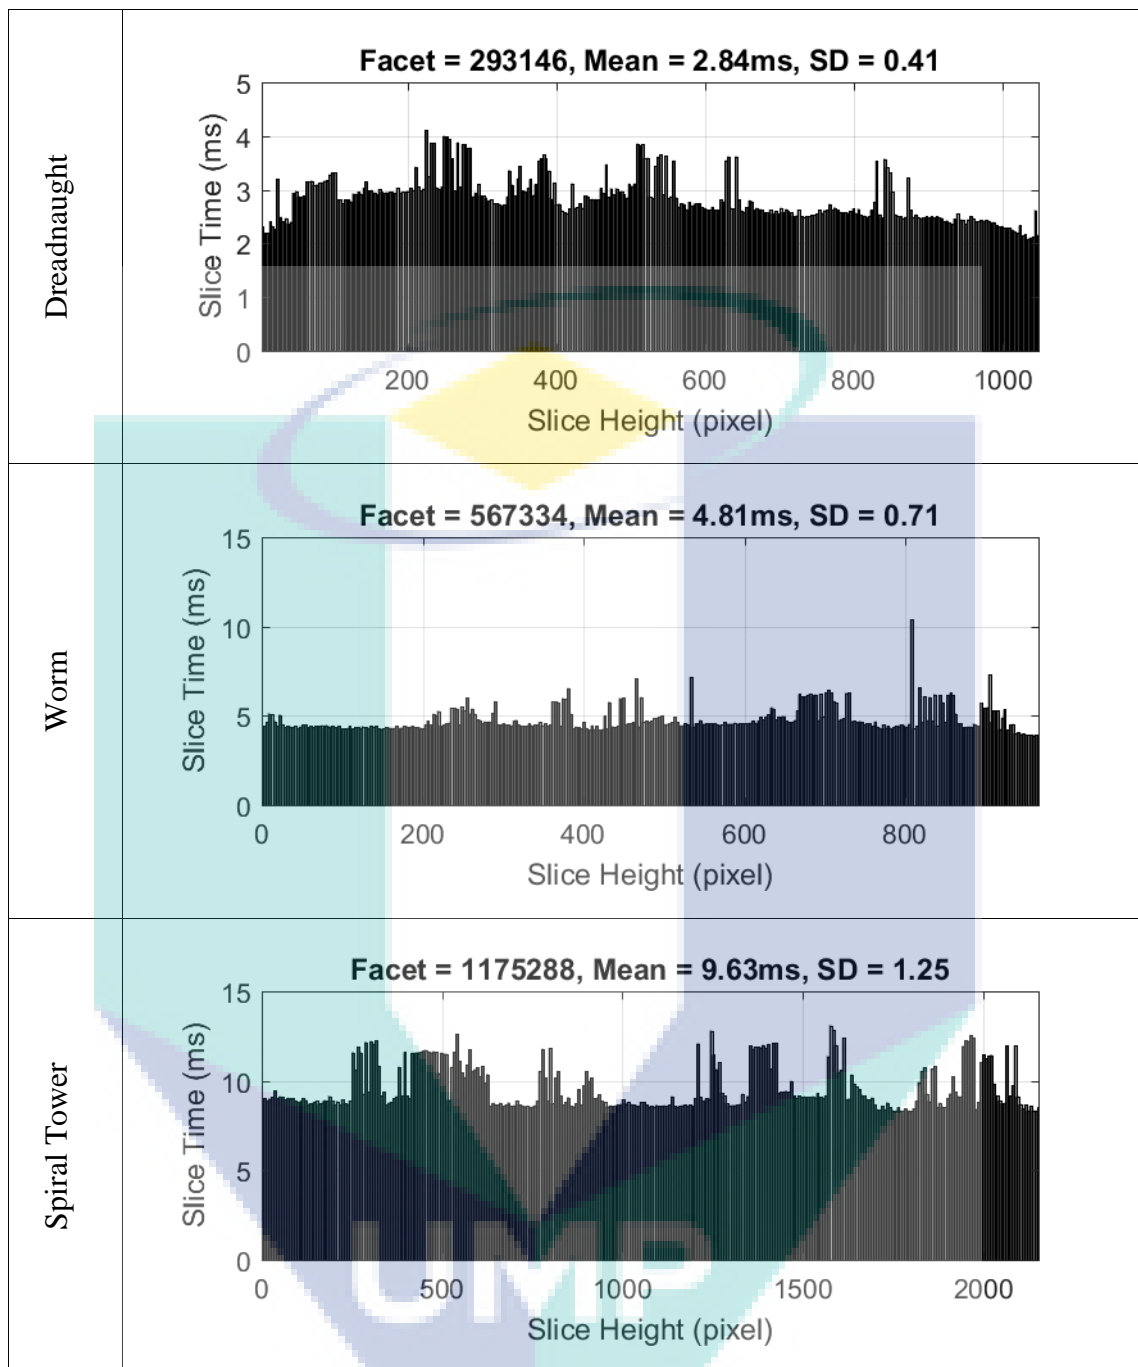 Dreadnaught
Facet = 293146, Mean = 2.84ms, SD = 0.41
Slice Time (ms)
5
4
3
2
1
0
200 400 600 800 1000
Slice Height (pixel)
Worm
Facet = 567334, Mean = 4.81ms, SD = 0.71
Slice Time (ms)
15
10
5
0
0 200 400 600 800
Slice Height (pixel)
Spiral Tower
Facet = 1175288, Mean = 9.63ms, SD = 1.25
Slice Time (ms)
15
10
5
0
0 500 1000 1500 2000
Slice Height (pixel)
UMP